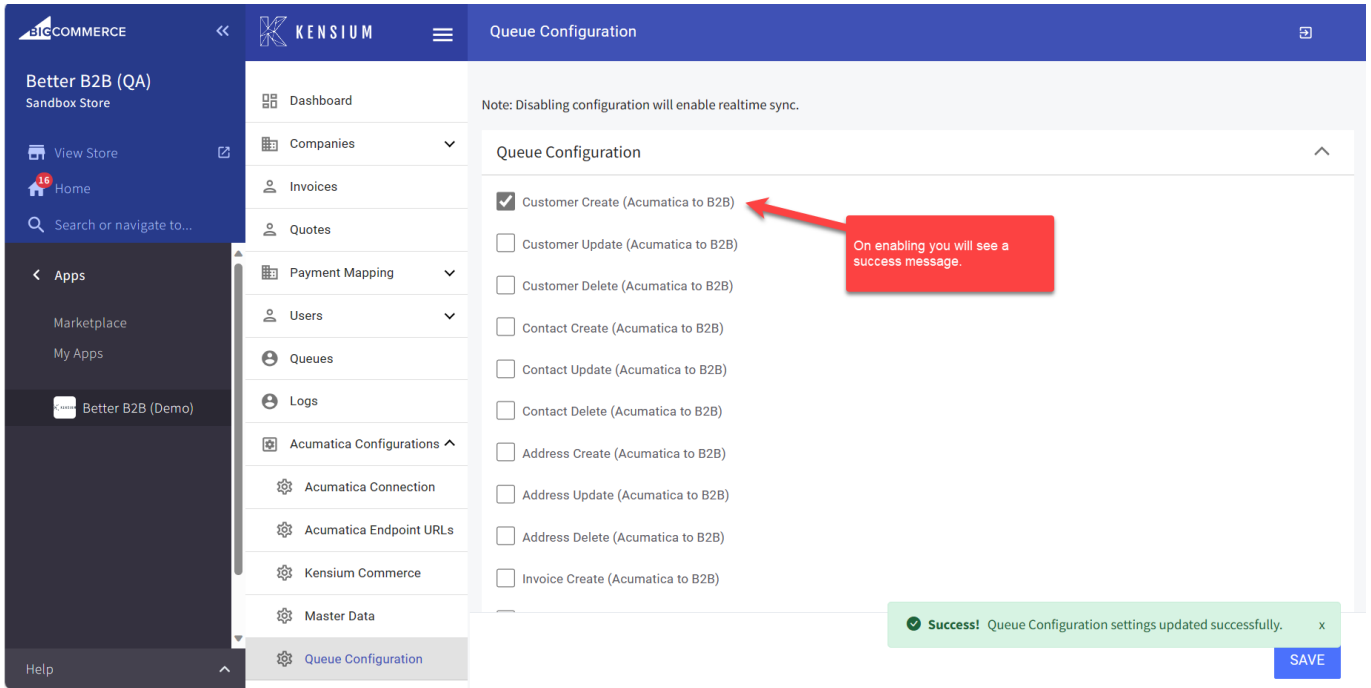 BIGCOMMERCE
Better B2B (QA)
Sandbox Store
View Store
16
Home
Search or navigate to...
Apps
Marketplace
My Apps
Better B2B (Demo)
Help
KENSIUM
Dashboard
Companies
Invoices
Quotes
Payment Mapping
Users
Queues
Logs
Acumatica Configurations
Acumatica Connection
Acumatica Endpoint URLs
Kensium Commerce
Master Data
Queue Configuration
Queue Configuration
Note: Disabling configuration will enable realtime sync.
Queue Configuration
Customer Create (Acumatica to B2B)
Customer Update (Acumatica to B2B)
Customer Delete (Acumatica to B2B)
Contact Create (Acumatica to B2B)
Contact Update (Acumatica to B2B)
Contact Delete (Acumatica to B2B)
Address Create (Acumatica to B2B)
Address Update (Acumatica to B2B)
Address Delete (Acumatica to B2B)
Invoice Create (Acumatica to B2B)
On enabling you will see a
success message.
Success! Queue Configuration settings updated successfully. x
SAVE